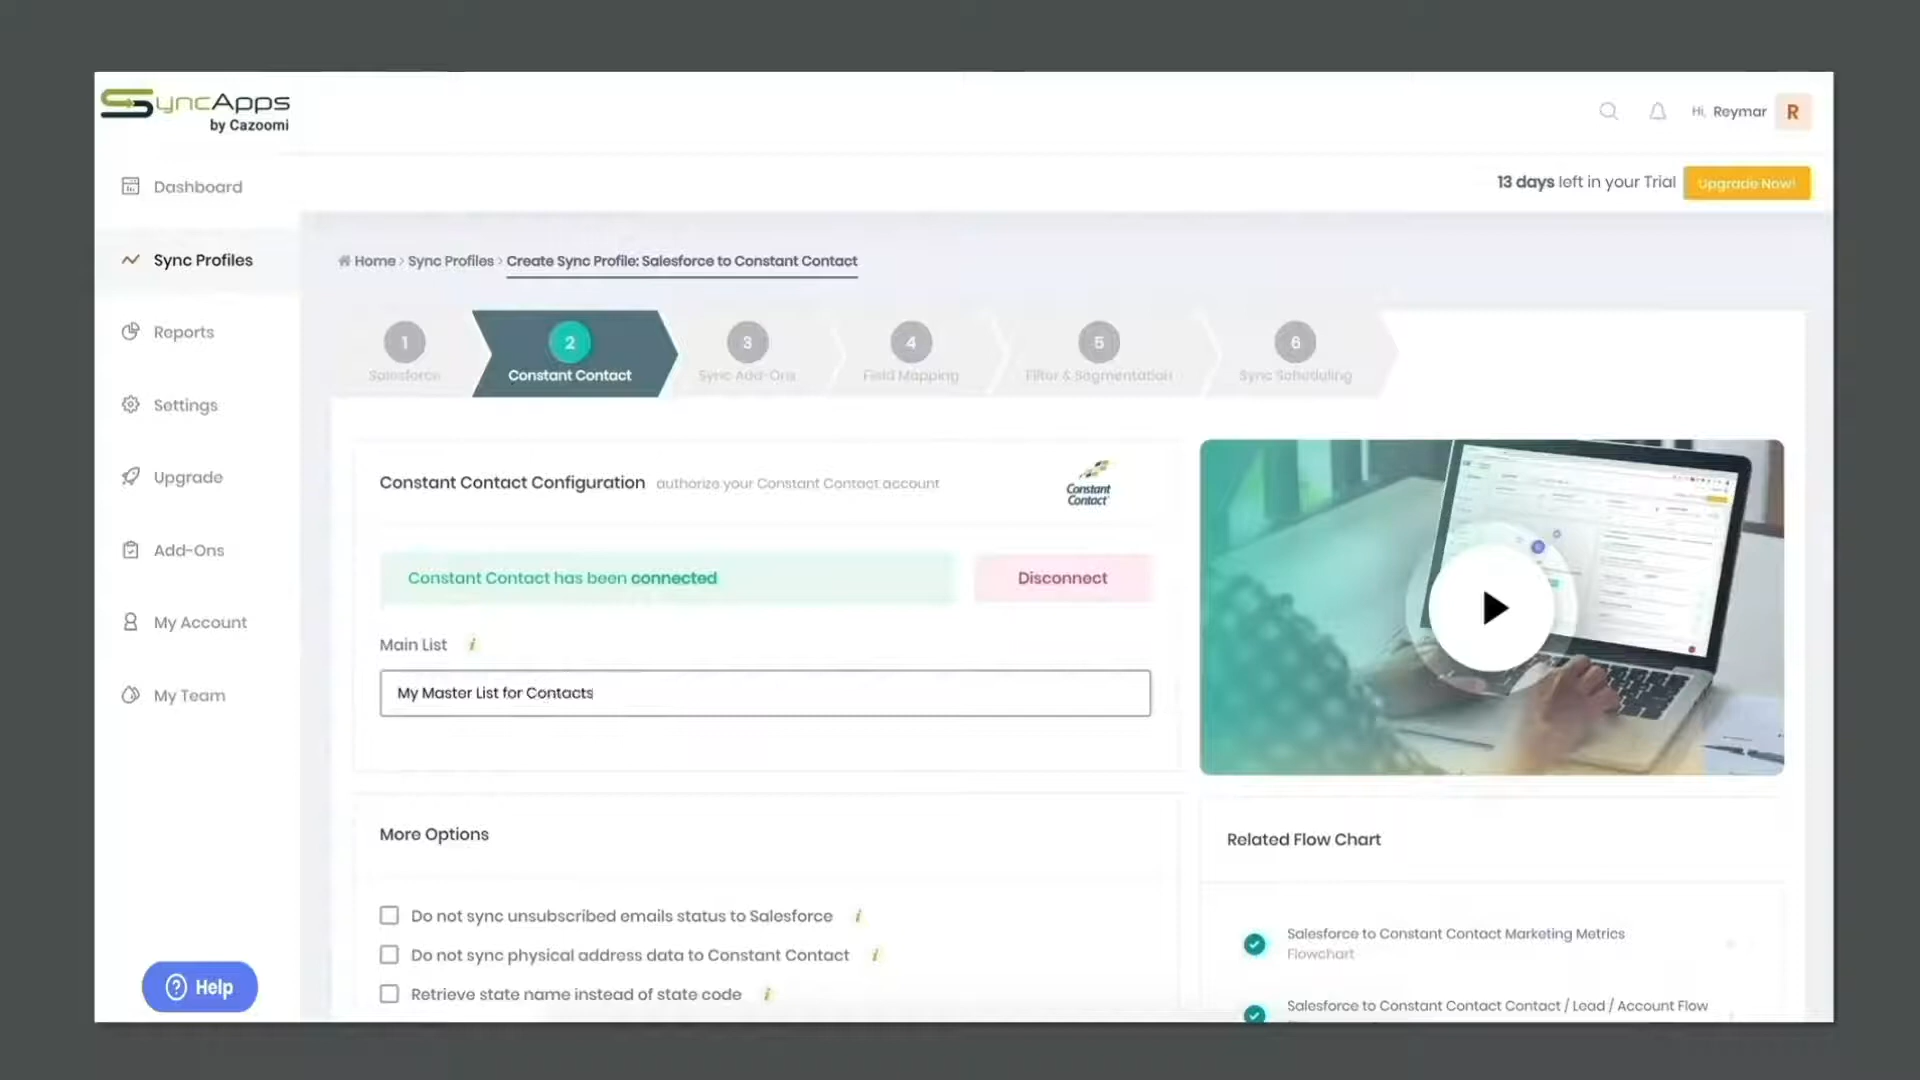 SyncApps
by Cazoomi
Hi, Reymar R
13 days left in your Trial Upgrade Now!
Dashboard
Sync Profiles
Reports
Settings
Upgrade
Add-Ons
My Account
My Team
Help
Home › Sync Profiles › Create Sync Profile: Salesforce to Constant Contact
1
Salesforce
2
Constant Contact
3
Sync Add-Ons
4
Field Mapping
5
Filter & Segmentation
6
Sync Scheduling
Constant Contact Configuration authorize your Constant Contact account
Constant
Contact
Constant Contact has been connected
Disconnect
Main List i
My Master List for Contacts
More Options
Do not sync unsubscribed emails status to Salesforce i
Do not sync physical address data to Constant Contact i
Retrieve state name instead of state code i
Related Flow Chart
Salesforce to Constant Contact Marketing Metrics
Flowchart
Salesforce to Constant Contact Contact / Lead / Account Flow